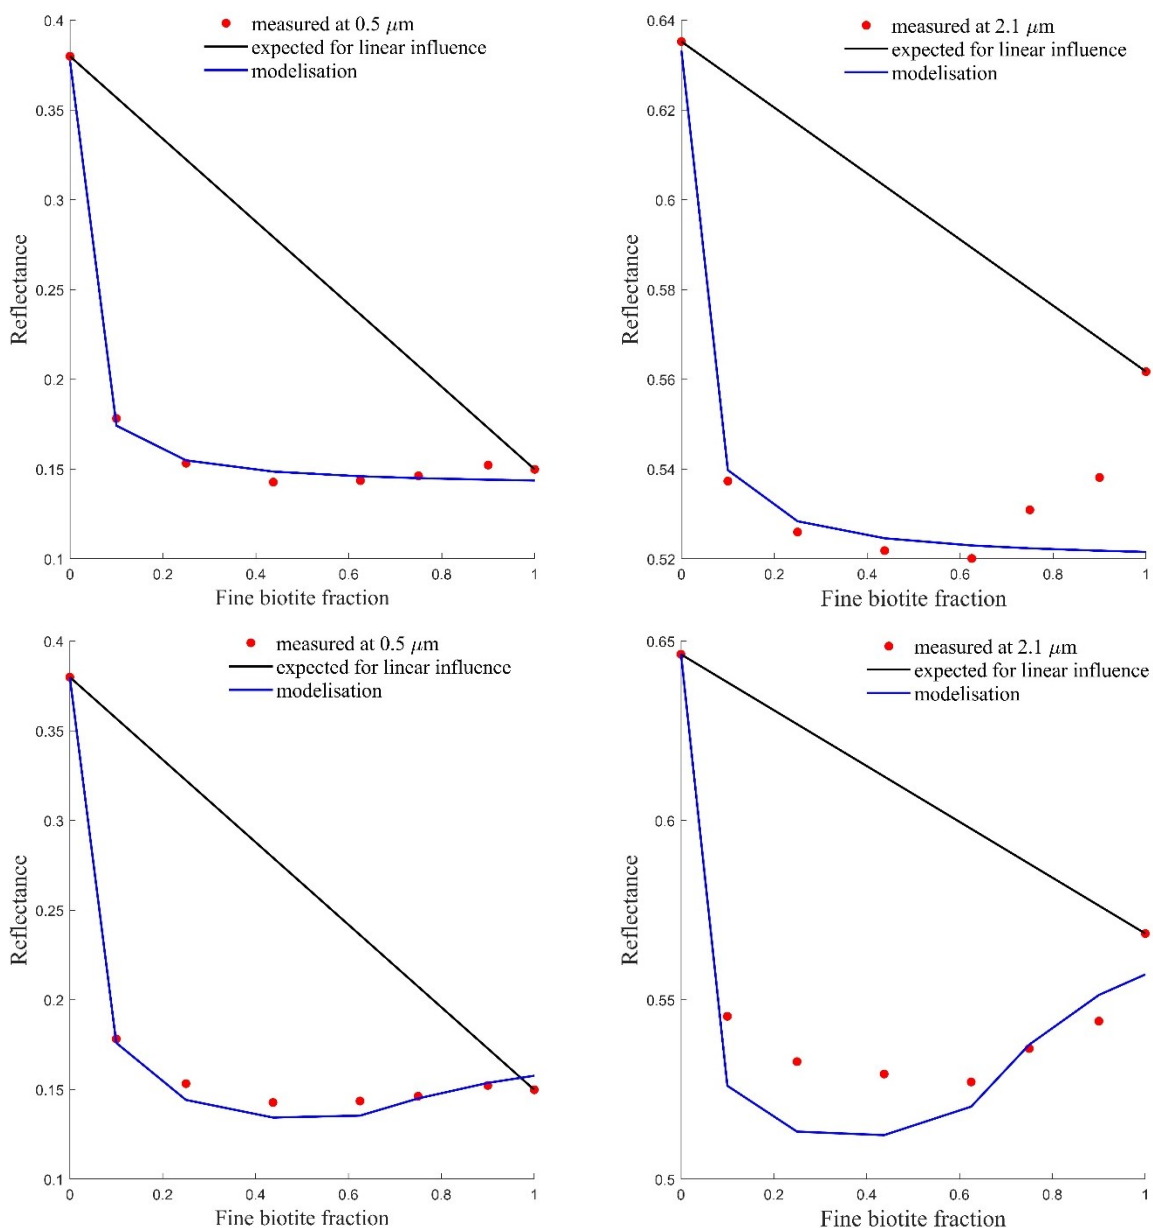 measured at 0.5 μm
expected for linear influence
modelisation
0.4
0.35
0.3
0.25
0.2
0.15
0.1
Reflectance
0 0.2 0.4 0.6 0.8 1
Fine biotite fraction
measured at 2.1 μm
expected for linear influence
modelisation
0.64
0.62
0.6
0.58
0.56
0.54
0.52
Reflectance
0 0.2 0.4 0.6 0.8 1
Fine biotite fraction
measured at 0.5 μm
expected for linear influence
modelisation
0.4
0.35
0.3
0.25
0.2
0.15
0.1
Reflectance
0 0.2 0.4 0.6 0.8 1
Fine biotite fraction
measured at 2.1 μm
expected for linear influence
modelisation
0.65
0.6
0.55
0.5
Reflectance
0 0.2 0.4 0.6 0.8 1
Fine biotite fraction